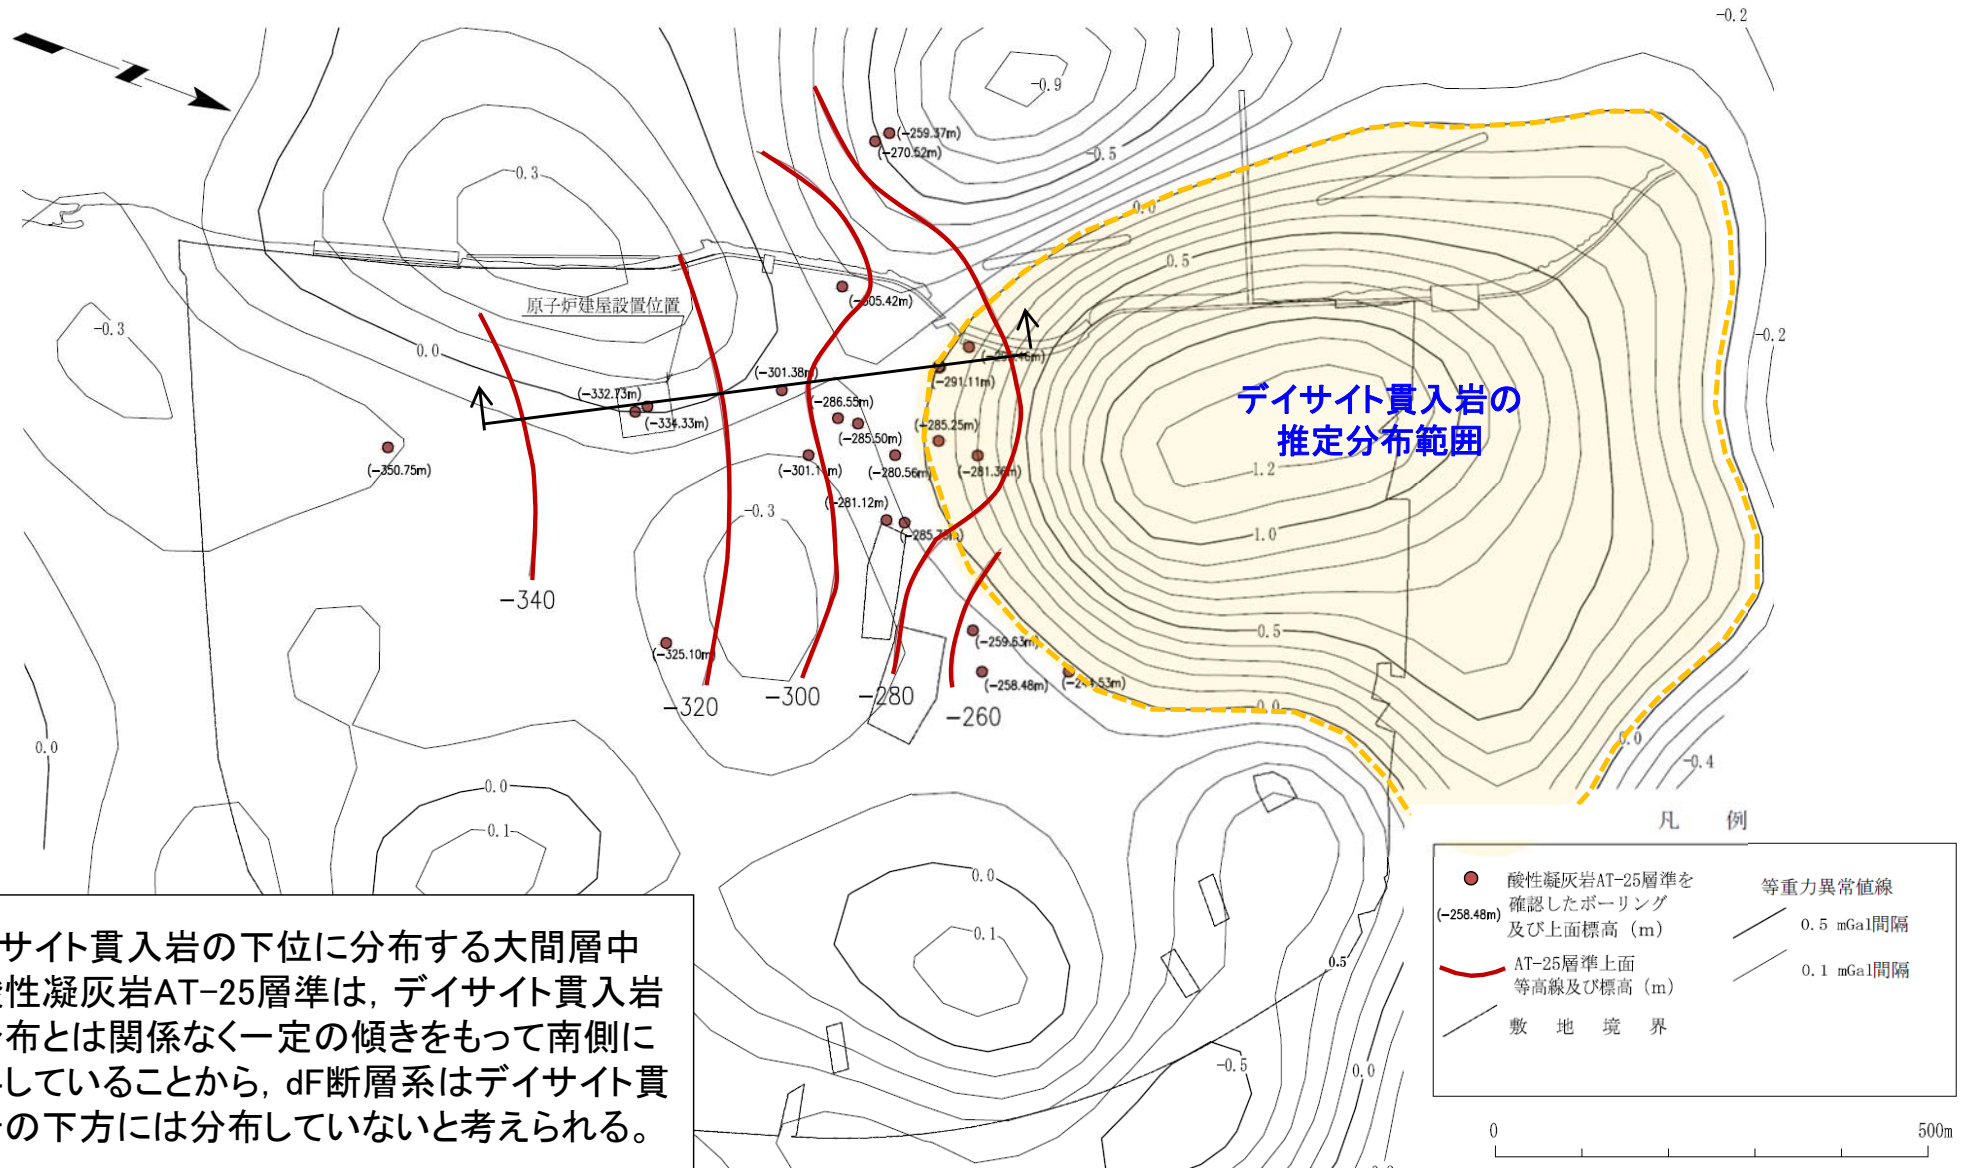 -0.2
-0.9
(-259.37m)
(-270.52m)
-0.5
-0.3
0.0
0.5
原子炉建屋設置位置
(-305.42m)
-0.3
-0.2
0.0
(-301.38m)
(-291.11m)
(-332.73m)
(-334.33m)
(-286.55m)
(-285.50m)
(-285.25m)
デイサイト貫入岩の
推定分布範囲
(-350.75m)
(-280.56m)
1.2
(-281.12m)
-0.3
1.0
-340
0.5
(-259.63m)
(-325.10m)
(-258.48m)
-320
-300
-280
-260
0.0
0.0
0.0
-0.4
0.0
0.1
凡 例
0.0
酸性凝灰岩AT-25層準を
確認したボーリング
及び上面標高（m）
(-258.48m)
等重力異常値線
0.5 mGal間隔
0.1 mGal間隔
AT-25層準上面
等高線及び標高（m）
敷 地 境 界
0.1
0.5
-0.5
0.0
サイト貫入岩の下位に分布する大間層中
性凝灰岩AT-25層準は，デイサイト貫入岩
布とは関係なく一定の傾きをもって南側に
していることから，dF断層系はデイサイト貫
の下方には分布していないと考えられる。
0 500m